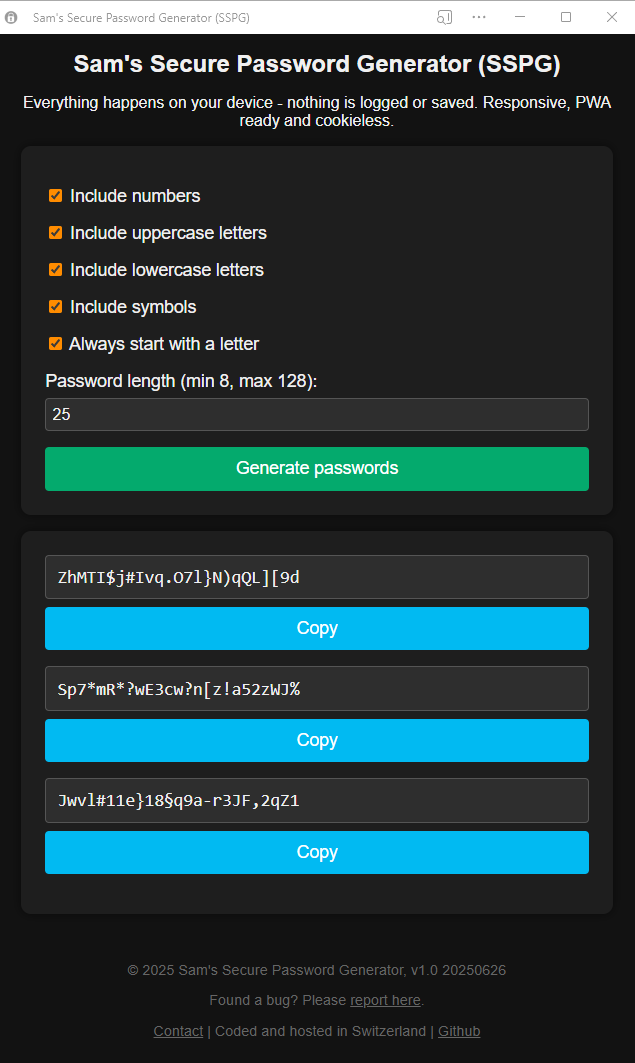 Sam's Secure Password Generator (SSPG)
Sam's Secure Password Generator (SSPG)
Everything happens on your device - nothing is logged or saved. Responsive, PWA
ready and cookieless.
Include numbers
Include uppercase letters
Include lowercase letters
Include symbols
Always start with a letter
Password length (min 8, max 128):
25
Generate passwords
ZhMTI$j#Ivq.O7l}N)qQL][9d
Copy
Sp7*mR*?wE3cw?n[z!a52zWJ%
Copy
Jwvl#11e}18§q9a-r3JF,2qZ1
Copy
© 2025 Sam's Secure Password Generator, v1.0 20250626
Found a bug? Please report here.
Contact | Coded and hosted in Switzerland | Github